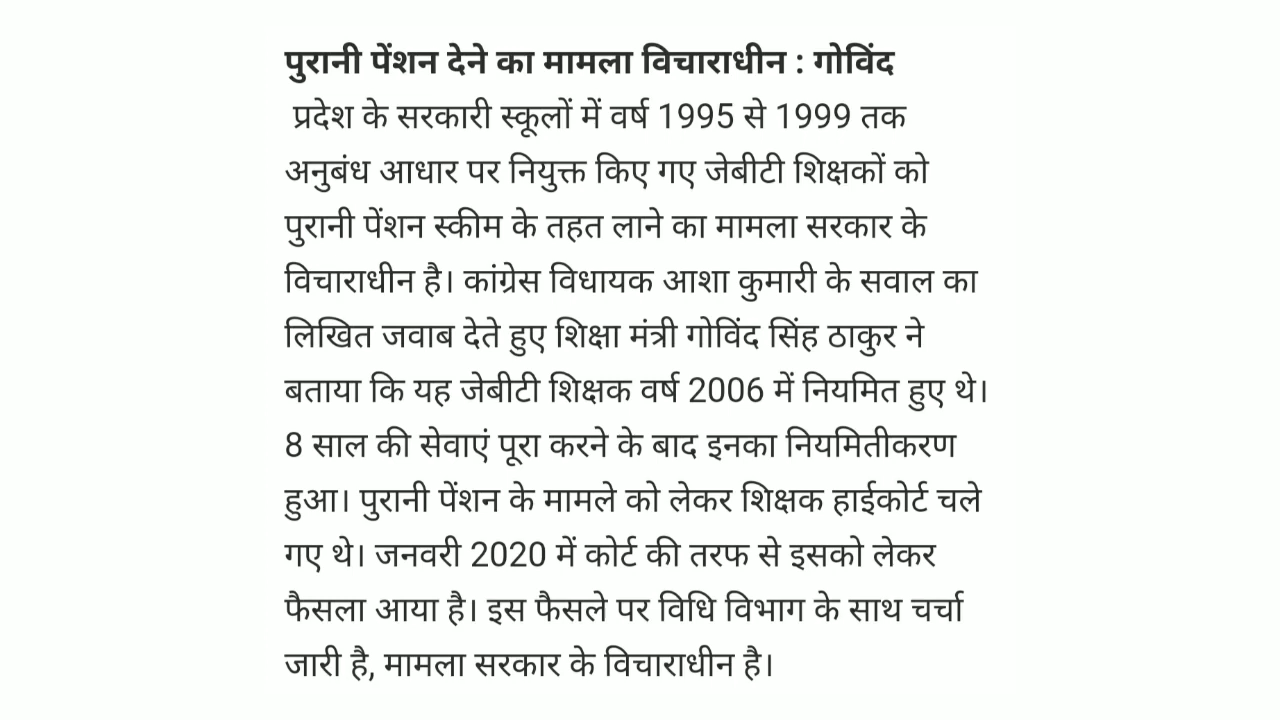 पुरानी पेंशन देने का मामला विचाराधीन : गोविंद
प्रदेश के सरकारी स्कूलों में वर्ष 1995 से 1999 तक
अनुबंध आधार पर नियुक्त किए गए जेबीटी शिक्षकों को
पुरानी पेंशन स्कीम के तहत लाने का मामला सरकार के
विचाराधीन है। कांग्रेस विधायक आशा कुमारी के सवाल का
लिखित जवाब देते हुए शिक्षा मंत्री गोविंद सिंह ठाकुर ने
बताया कि यह जेबीटी शिक्षक वर्ष 2006 में नियमित हुए थे।
8 साल की सेवाएं पूरा करने के बाद इनका नियमितीकरण
हुआ। पुरानी पेंशन के मामले को लेकर शिक्षक हाईकोर्ट चले
गए थे। जनवरी 2020 में कोर्ट की तरफ से इसको लेकर
फैसला आया है। इस फैसले पर विधि विभाग के साथ चर्चा
जारी है, मामला सरकार के विचाराधीन है।